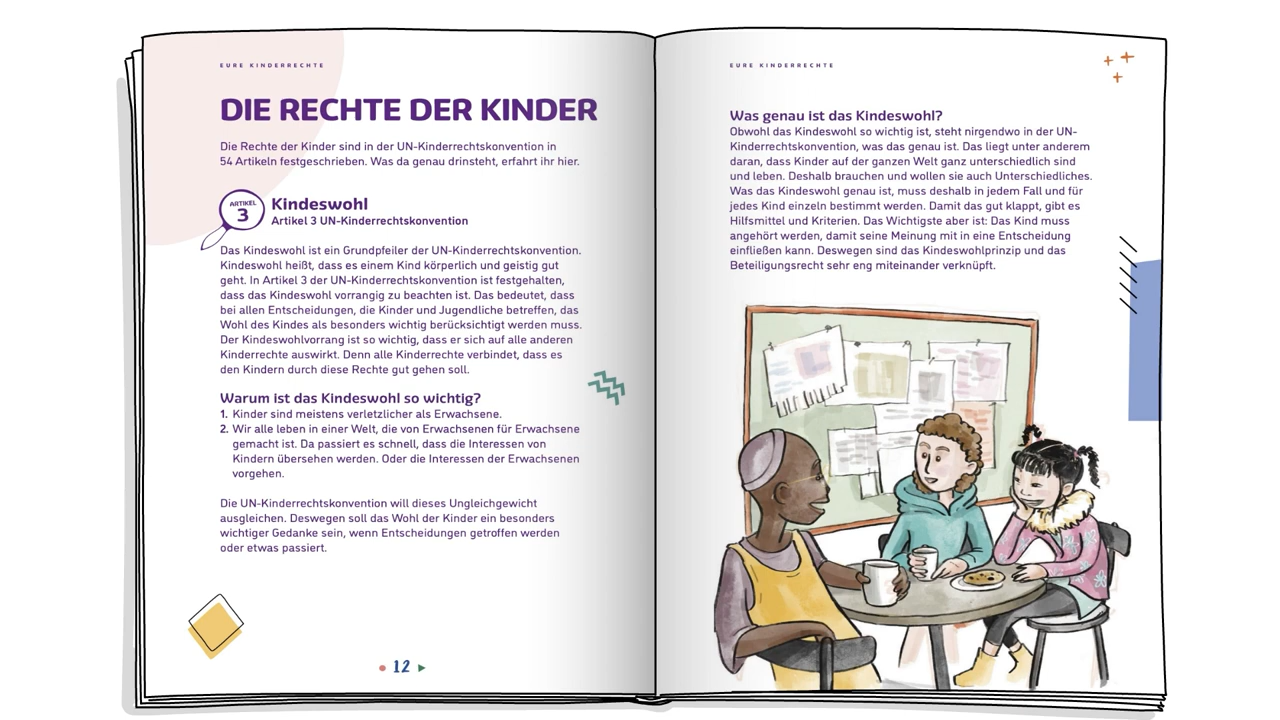 EURE KINDERRECHTE
DIE RECHTE DER KINDER
Die Rechte der Kinder sind in der UN-Kinderrechtskonvention in
54 Artikeln festgeschrieben. Was da genau drinsteht, erfahrt ihr hier.
ARTIKEL
3
Kindeswohl
Artikel 3 UN-Kinderrechtskonvention
Das Kindeswohl ist ein Grundpfeiler der UN-Kinderrechtskonvention.
Kindeswohl heißt, dass es einem Kind körperlich und geistig gut
geht. In Artikel 3 der UN-Kinderrechtskonvention ist festgehalten,
dass das Kindeswohl vorrangig zu beachten ist. Das bedeutet, dass
bei allen Entscheidungen, die Kinder und Jugendliche betreffen, das
Wohl des Kindes als besonders wichtig berücksichtigt werden muss.
Der Kindeswohlvorrang ist so wichtig, dass er sich auf alle anderen
Kinderrechte auswirkt. Denn alle Kinderrechte verbindet, dass es
den Kindern durch diese Rechte gut gehen soll.
Warum ist das Kindeswohl so wichtig?
1. Kinder sind meistens verletzlicher als Erwachsene.
2. Wir alle leben in einer Welt, die von Erwachsenen für Erwachsene
gemacht ist. Da passiert es schnell, dass die Interessen von
Kindern übersehen werden. Oder die Interessen der Erwachsenen
vorgehen.
Die UN-Kinderrechtskonvention will dieses Ungleichgewicht
ausgleichen. Deswegen soll das Wohl der Kinder ein besonders
wichtiger Gedanke sein, wenn Entscheidungen getroffen werden
oder etwas passiert.
12
EURE KINDERRECHTE
Was genau ist das Kindeswohl?
Obwohl das Kindeswohl so wichtig ist, steht nirgendwo in der UN-
Kinderrechtskonvention, was das genau ist. Das liegt unter anderem
daran, dass Kinder auf der ganzen Welt ganz unterschiedlich sind
und leben. Deshalb brauchen und wollen sie auch Unterschiedliches.
Was das Kindeswohl genau ist, muss deshalb in jedem Fall und für
jedes Kind einzeln bestimmt werden. Damit das gut klappt, gibt es
Hilfsmittel und Kriterien. Das Wichtigste aber ist: Das Kind muss
angehört werden, damit seine Meinung mit in eine Entscheidung
einfließen kann. Deswegen sind das Kindeswohlprinzip und das
Beteiligungsrecht sehr eng miteinander verknüpft.